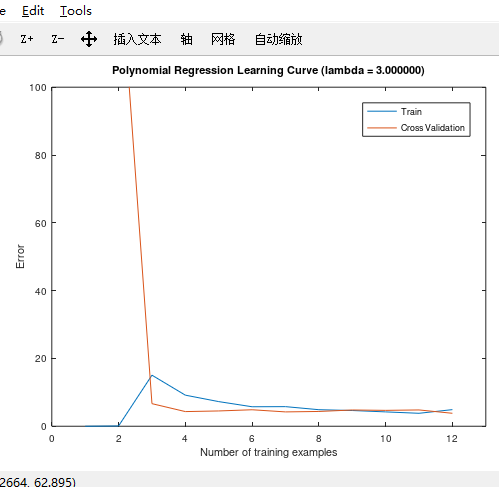 e Edit Tools
Z+ Z- 插入文本 轴 网格 自动缩放
Polynomial Regression Learning Curve (lambda = 3.000000)
100
Train
Cross Validation
80
60
Error
40
20
0
0 2 4 6 8 10 12
Number of training examples
2664, 62.895)